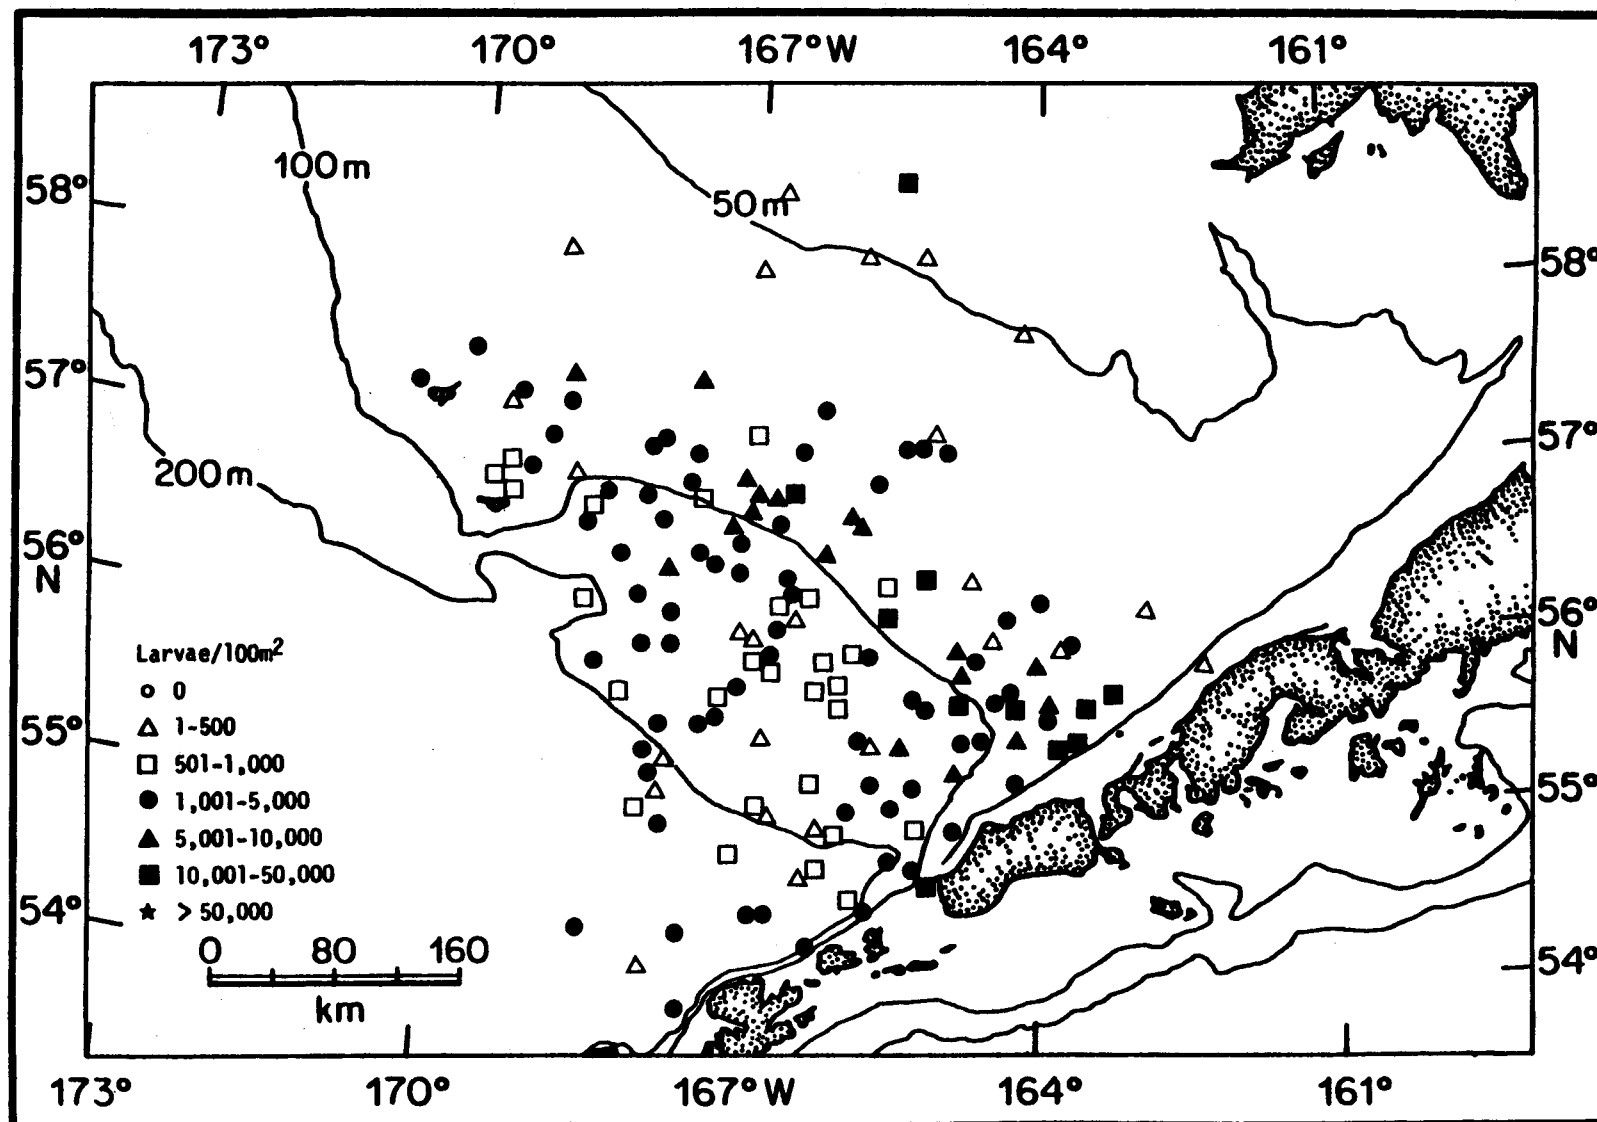 173° 170° 167°W 164° 161°
100m
58°
50m
58°
57°
57°
200m
56°
N
56°
N
Larvae/100m²
○ 0
△ 1-500
□ 501-1,000
● 1,001-5,000
▲ 5,001-10,000
■ 10,001-50,000
★ > 50,000
55°
55°
54°
54°
0 80 160
km
173° 170° 167°W 164° 161°